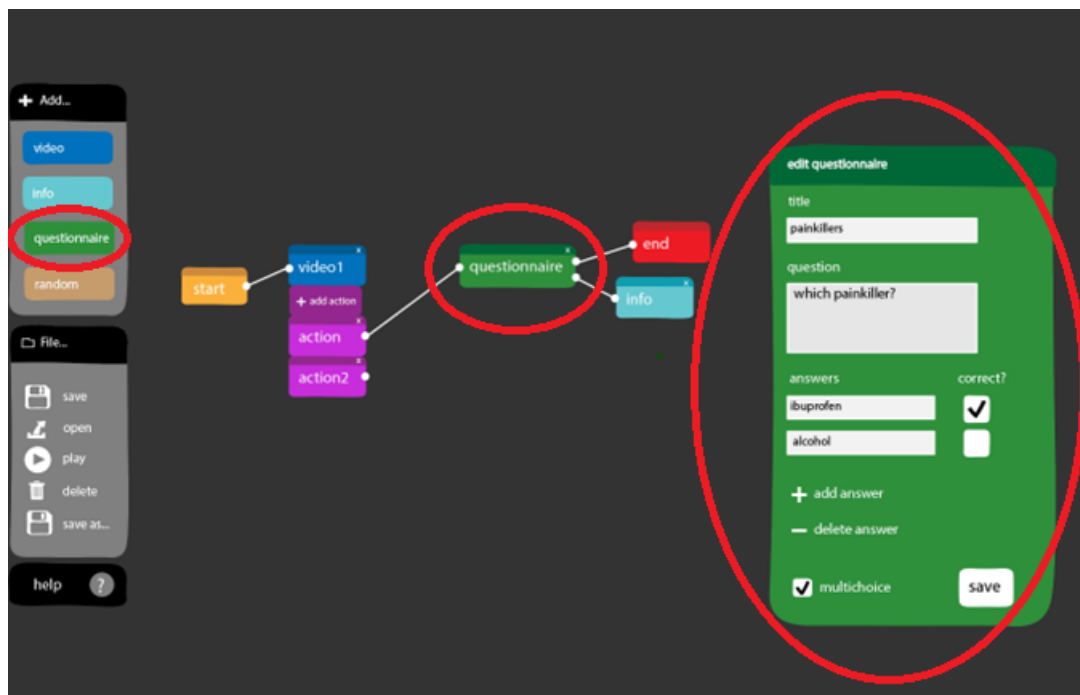 Add...
video
info
questionnaire
random
File...
save
open
play
delete
save as...
help ?
start
video1
+ add action
action
action2
questionnaire
end
info
edit questionnaire
title
painkillers
question
which painkiller?
answers correct?
ibuprofen
alcohol
+ add answer
− delete answer
multichoice
save